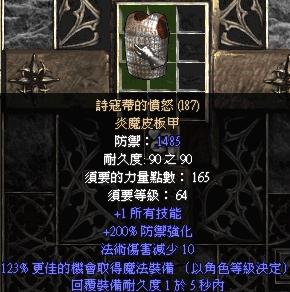 詩寇蒂的憤怒 (187)
炎魔皮板甲
防禦： 1485
耐久度: 90 之 90
須要的力量點數： 165
須要等級： 64
+1 所有技能
+200% 防禦強化
法術傷害減少 10
123% 更佳的機會取得魔法裝備 （以角色等級決定）
回覆裝備耐久度 1 於 5 秒內